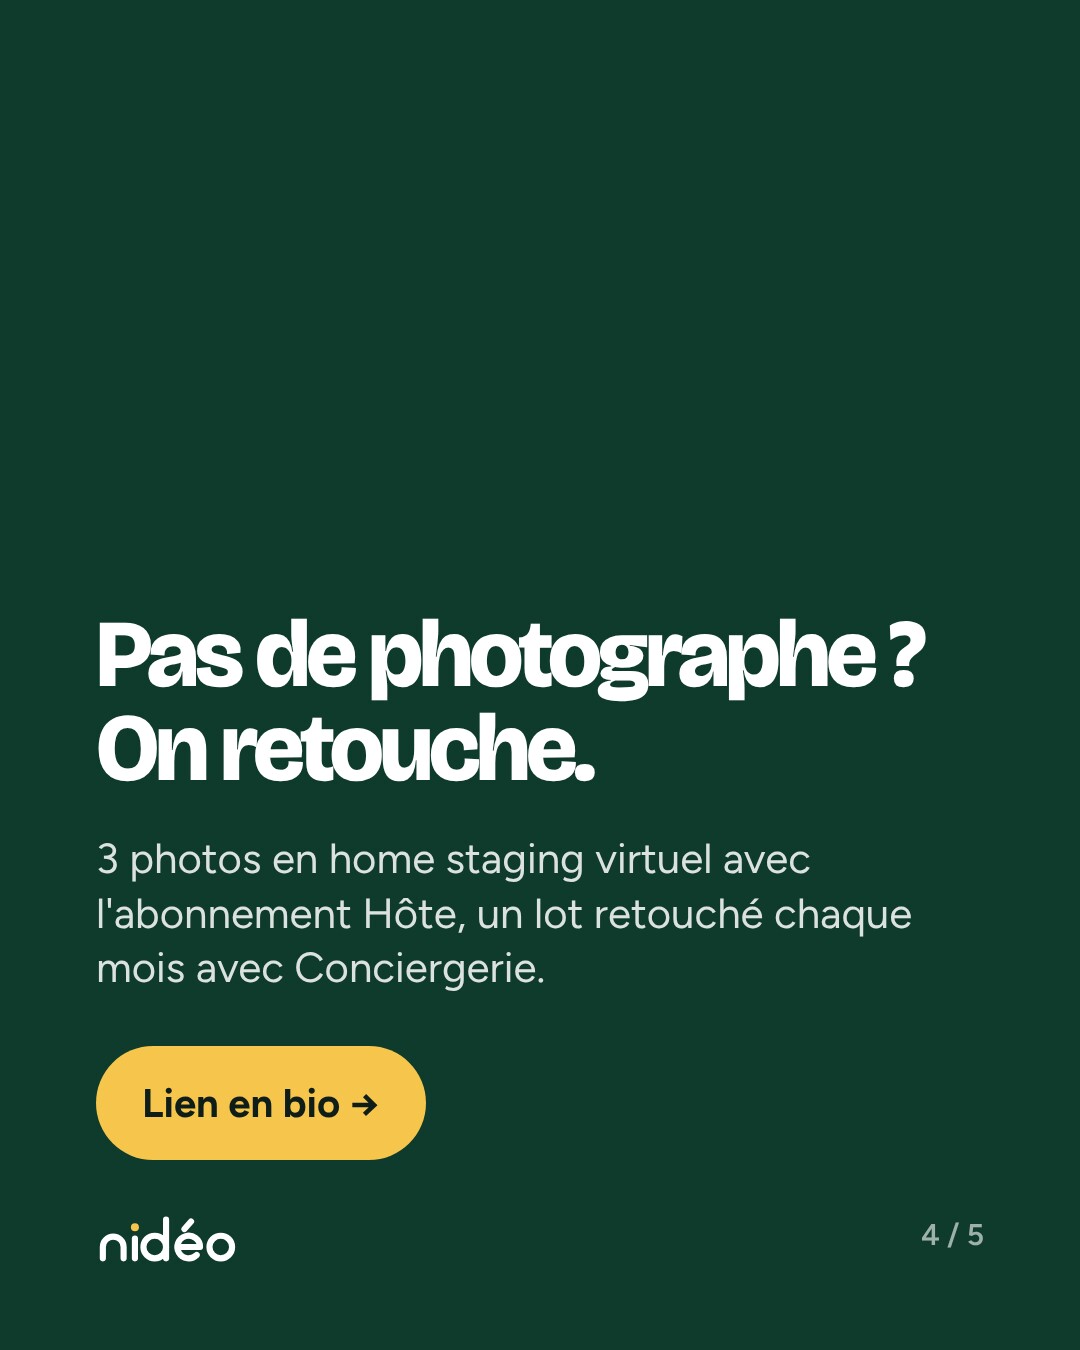 Pas de photographe ?
On retouche.
3 photos en home staging virtuel avec
l'abonnement Hôte, un lot retouché chaque
mois avec Conciergerie.
Lien en bio →
nidéo
4 / 5